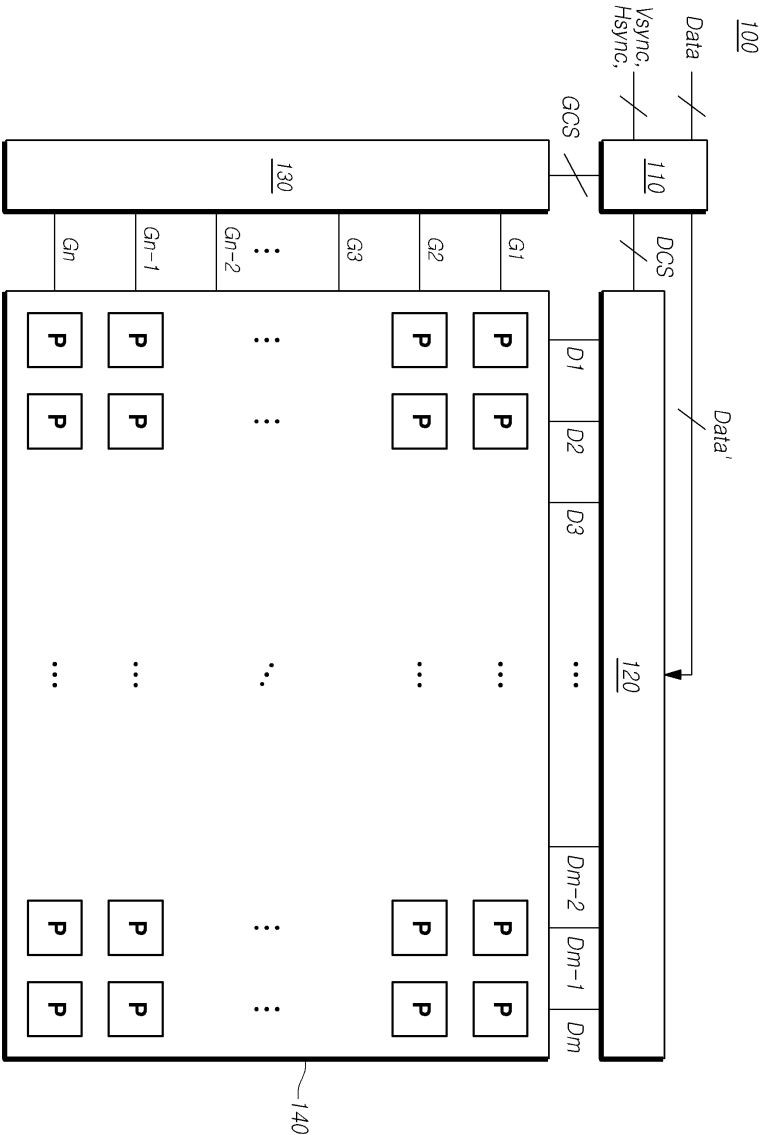 100
Data
Data'
Vsync,
Hsync,
110
DCS
120
GCS
D1 D2 D3 ... Dm-2 Dm-1 Dm
G1
P P ... P P
G2
P P ... P P
G3
140
130
...
Gn-2
Gn-1
P P ... P P
Gn
P P ... P P